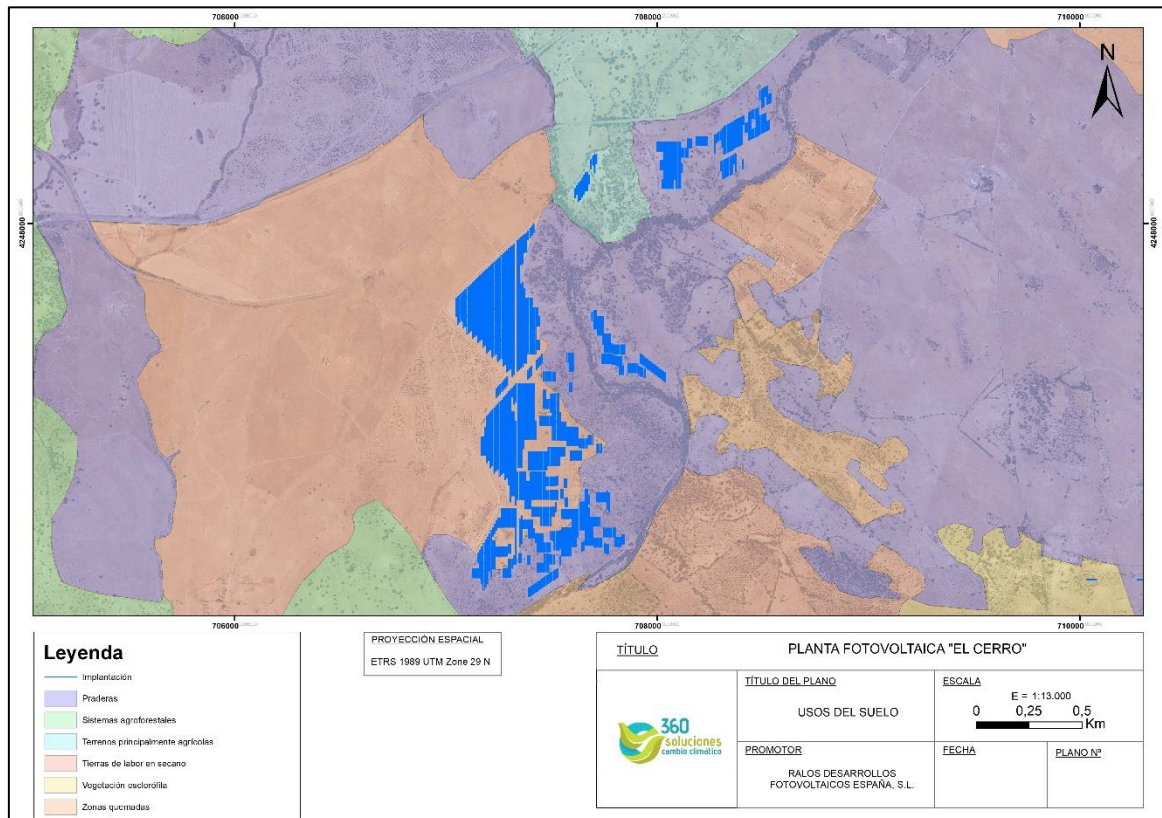 706000
708000
710000
N
4248000
4248000
706000
708000
710000
Leyenda
Implantación
Praderas
Sistemas agroforestales
Terrenos principalmente agrícolas
Tierras de labor en secano
Vegetación esclerófila
Zonas quemadas
PROYECCIÓN ESPACIAL
ETRS 1989 UTM Zone 29 N
TÍTULO
PLANTA FOTOVOLTAICA "EL CERRO"
360
soluciones
cambio climático
TÍTULO DEL PLANO
USOS DEL SUELO
ESCALA
E = 1:13.000
0 0,25 0,5
Km
PROMOTOR
RALOS DESARROLLOS
FOTOVOLTAICOS ESPAÑA, S.L.
FECHA
PLANO Nº